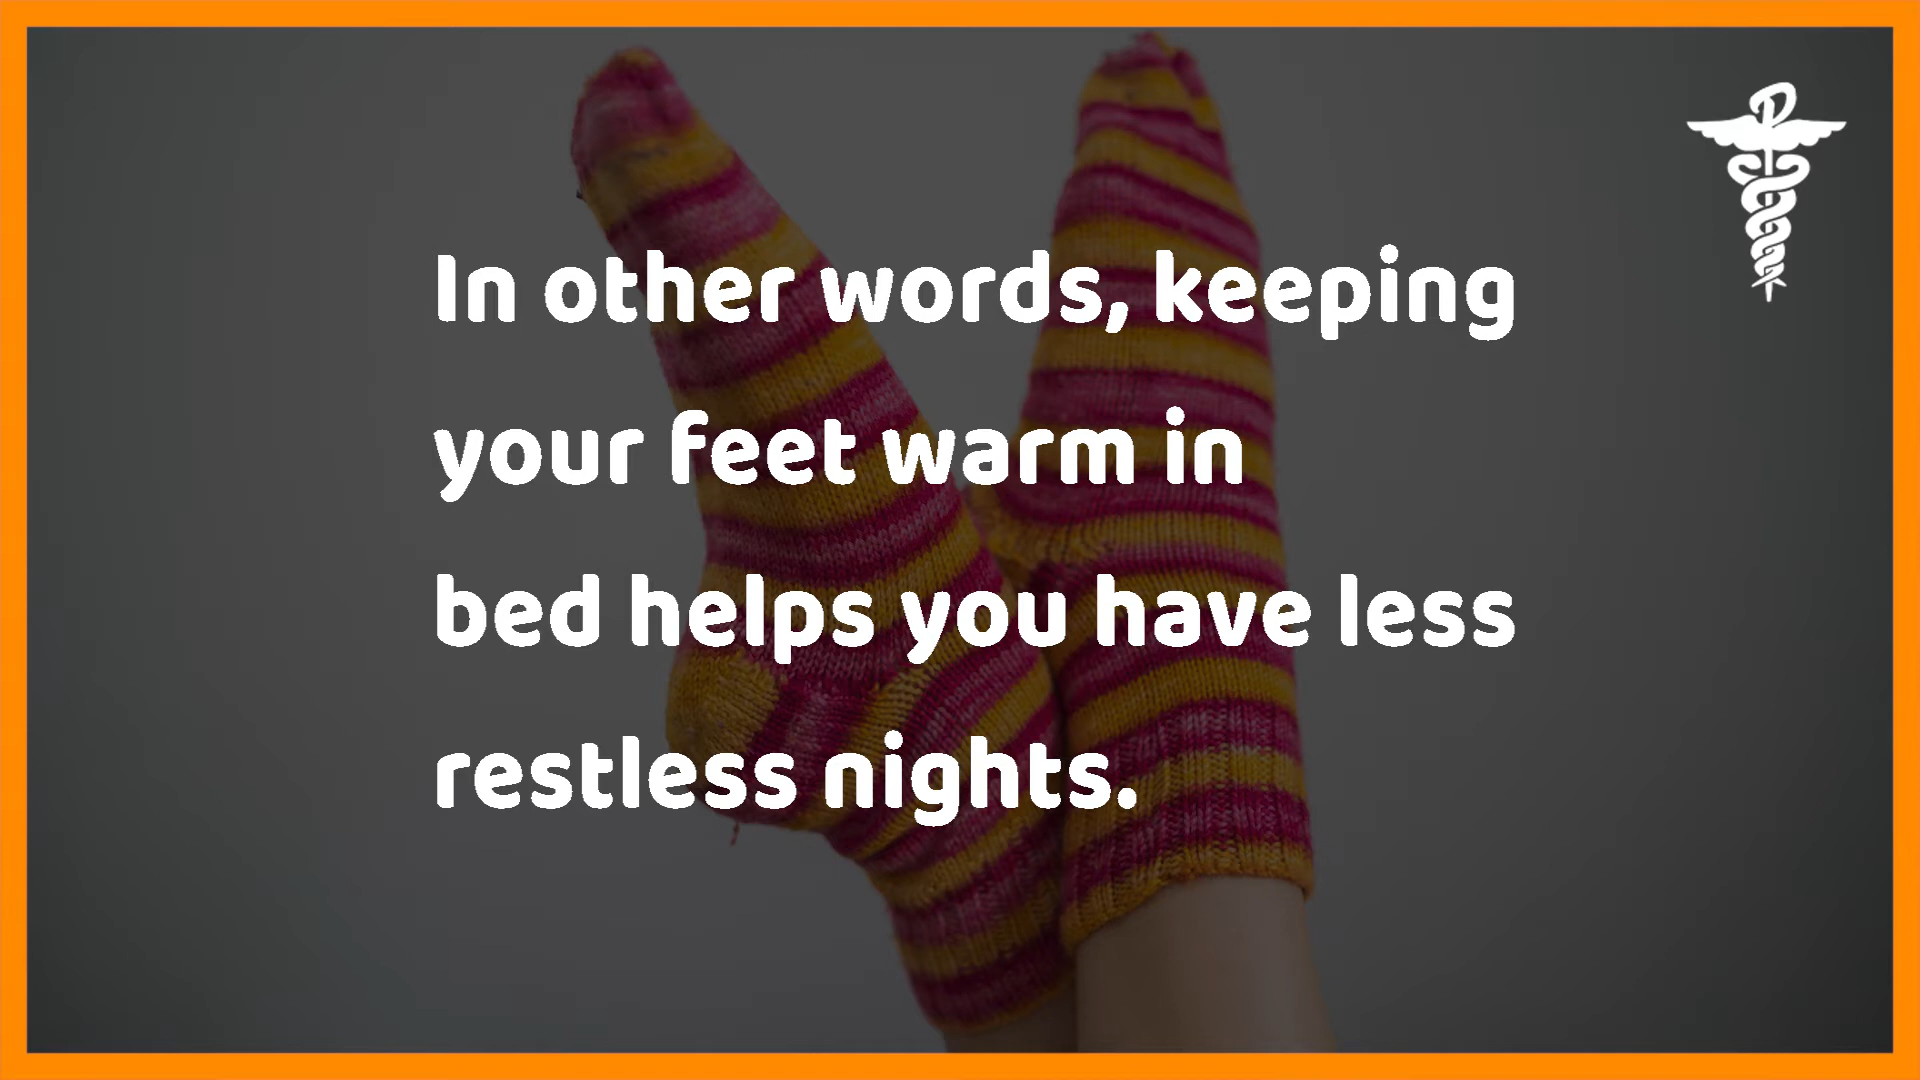 In other words, keeping
your feet warm in
bed helps you have less
restless nights.